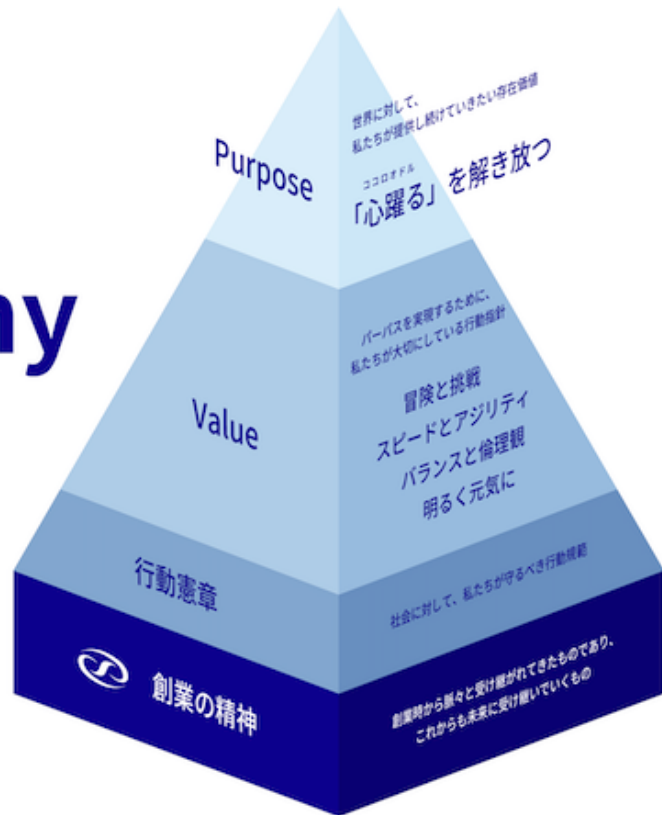 世界に対して、
私たちが提供し続けていきたい存在価値
Purpose
ココロオドル
「心躍る」を解き放つ
パーパスを実現するために、
私たちが大切にしている行動指針
Value
冒険と挑戦
スピードとアジリティ
バランスと倫理観
明るく元気に
行動憲章
社会に対して、私たちが守るべき行動規範
創業の精神
創業時から脈々と受け継がれてきたものであり、
これからも未来に受け継いでいくもの